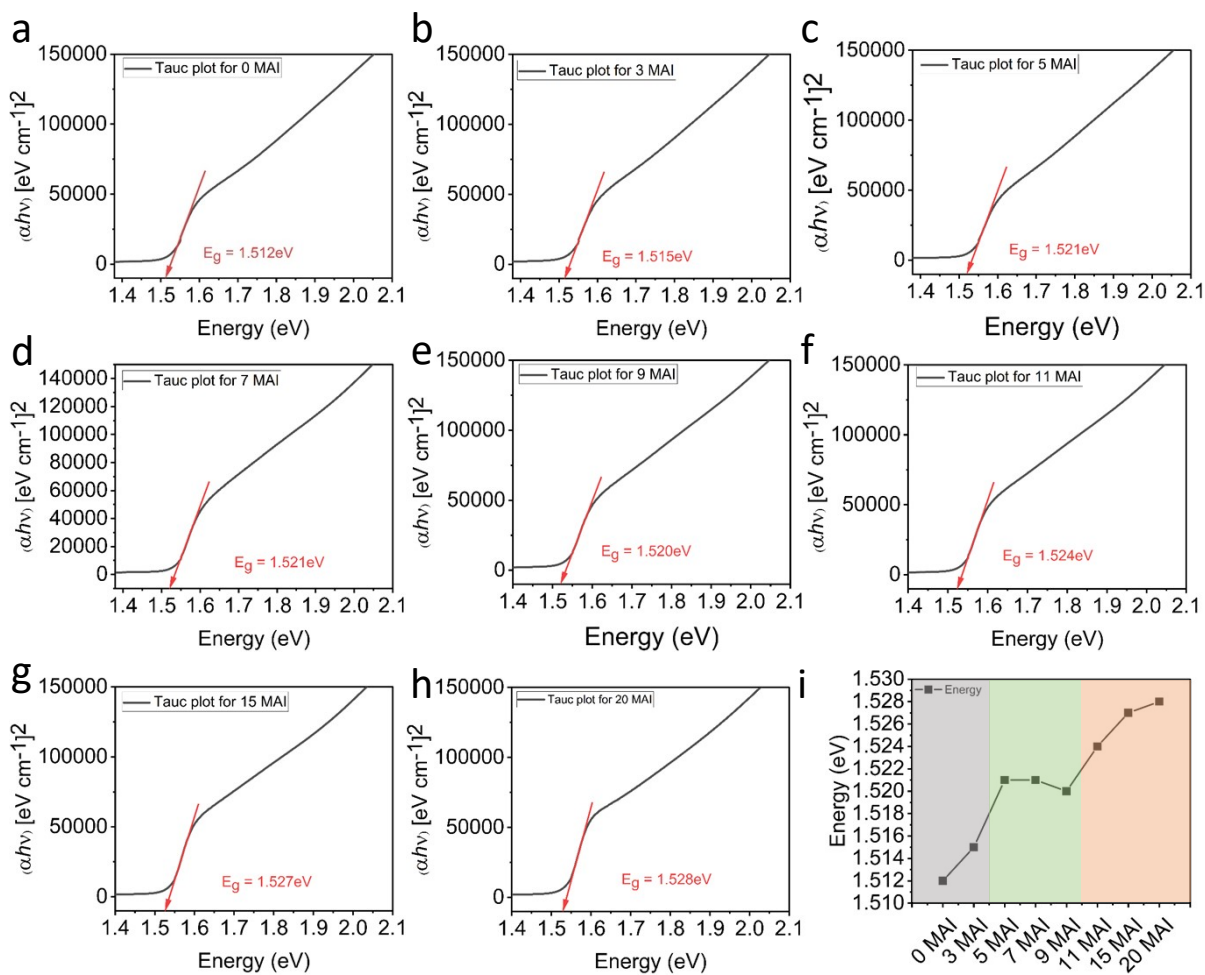 a
150000
100000
50000
0
(αhν) [eV cm-1]2
Tauc plot for 0 MAI
Eg = 1.512eV
1.4 1.5 1.6 1.7 1.8 1.9 2.0 2.1
Energy (eV)
b
150000
100000
50000
0
(αhν) [eV cm-1]2
Tauc plot for 3 MAI
Eg = 1.515eV
1.4 1.5 1.6 1.7 1.8 1.9 2.0 2.1
Energy (eV)
c
150000
100000
50000
0
(αhν) [eV cm-1]2
Tauc plot for 5 MAI
Eg = 1.521eV
1.4 1.5 1.6 1.7 1.8 1.9 2.0 2.1
Energy (eV)
d
140000
120000
100000
80000
60000
40000
20000
0
(αhν) [eV cm-1]2
Tauc plot for 7 MAI
Eg = 1.521eV
1.4 1.5 1.6 1.7 1.8 1.9 2.0 2.1
Energy (eV)
e
150000
100000
50000
0
(αhν) [eV cm-1]2
Tauc plot for 9 MAI
Eg = 1.520eV
1.4 1.5 1.6 1.7 1.8 1.9 2.0 2.1
Energy (eV)
f
150000
100000
50000
0
(αhν) [eV cm-1]2
Tauc plot for 11 MAI
Eg = 1.524eV
1.4 1.5 1.6 1.7 1.8 1.9 2.0 2.1
Energy (eV)
g
150000
100000
50000
0
(αhν) [eV cm-1]2
Tauc plot for 15 MAI
Eg = 1.527eV
1.4 1.5 1.6 1.7 1.8 1.9 2.0 2.1
Energy (eV)
h
150000
100000
50000
0
(αhν) [eV cm-1]2
Tauc plot for 20 MAI
Eg = 1.528eV
1.4 1.5 1.6 1.7 1.8 1.9 2.0 2.1
Energy (eV)
i
1.530
1.528
1.526
1.524
1.522
1.520
1.518
1.516
1.514
1.512
1.510
Energy (eV)
Energy
0 MAI
3 MAI
5 MAI
7 MAI
9 MAI
11 MAI
15 MAI
20 MAI